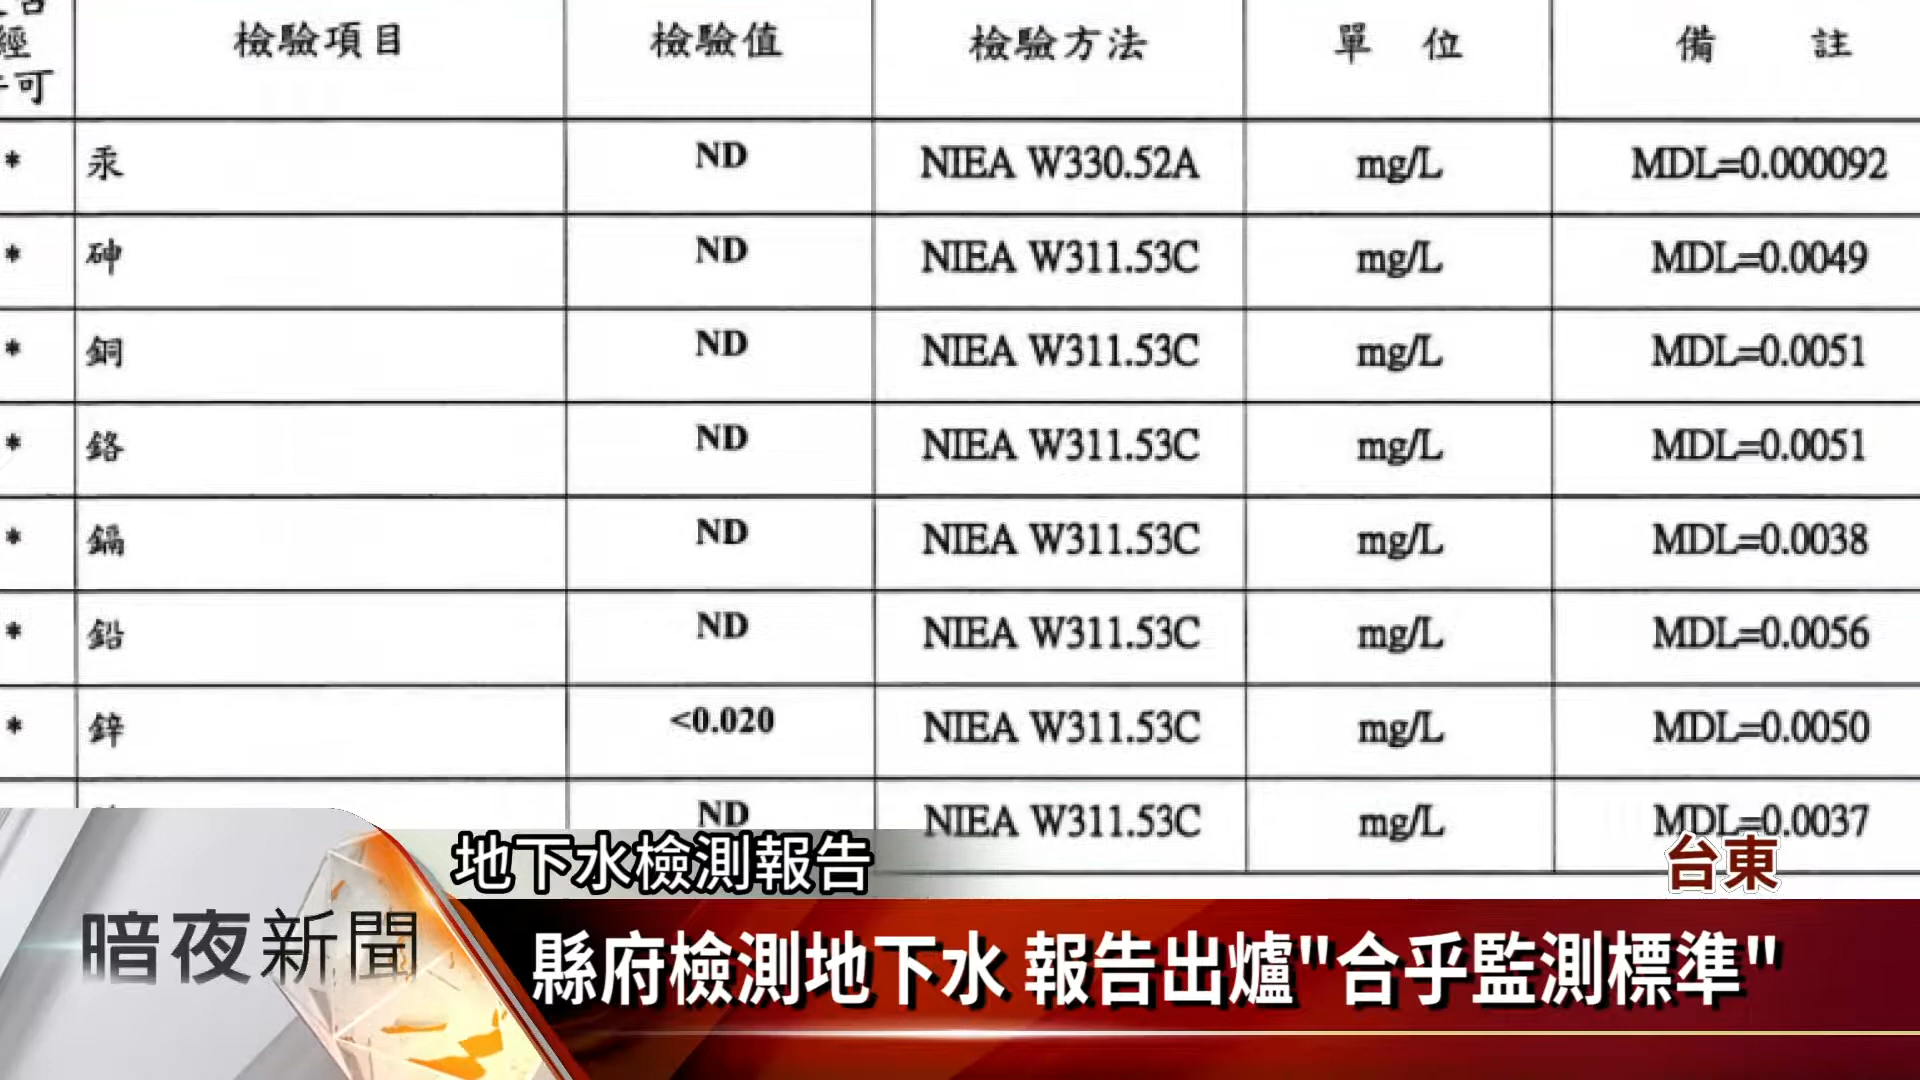 經
可
檢驗項目 檢驗值 檢驗方法 單 位 備 註
* 汞 ND NIEA W330.52A mg/L MDL=0.000092
* 砷 ND NIEA W311.53C mg/L MDL=0.0049
* 銅 ND NIEA W311.53C mg/L MDL=0.0051
* 鉻 ND NIEA W311.53C mg/L MDL=0.0051
* 鎘 ND NIEA W311.53C mg/L MDL=0.0038
* 鉛 ND NIEA W311.53C mg/L MDL=0.0056
* 鋅 <0.020 NIEA W311.53C mg/L MDL=0.0050
ND NIEA W311.53C mg/L MDL=0.0037
地下水檢測報告
台東
暗夜新聞
縣府檢測地下水 報告出爐"合乎監測標準"